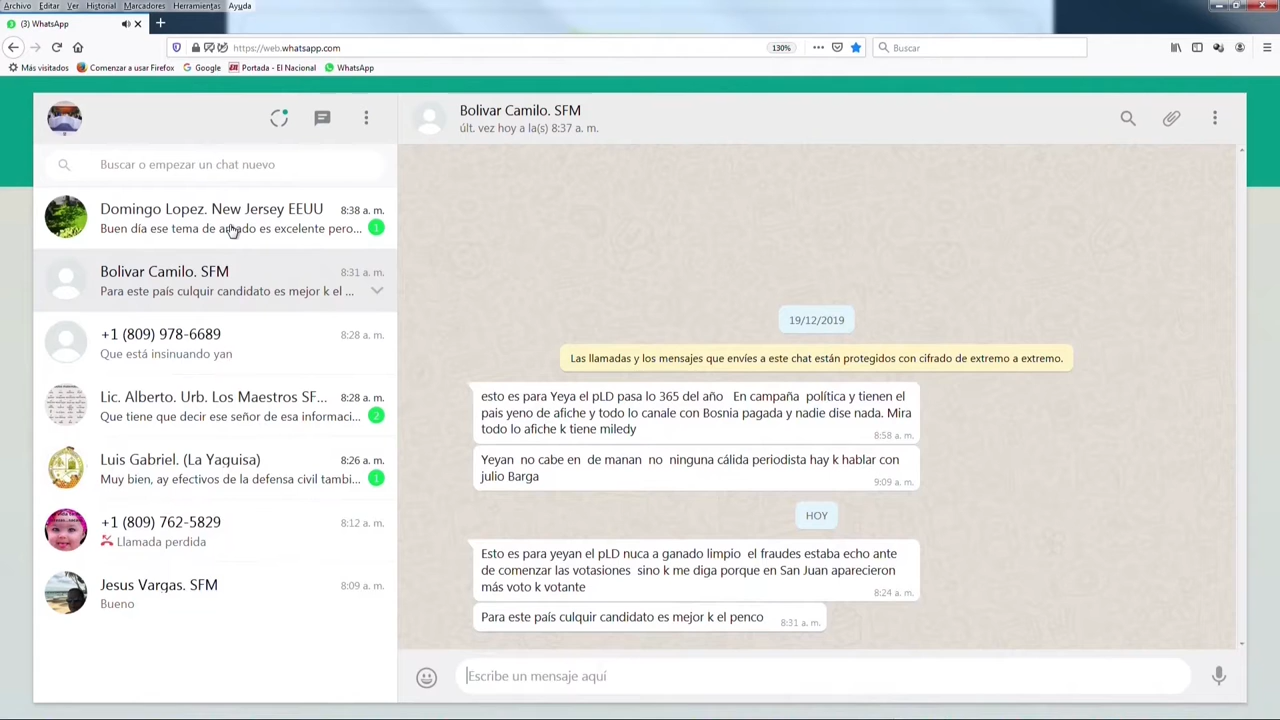 Archivo Editar Ver Historial Marcadores Herramientas Ayuda
(3) WhatsApp
https://web.whatsapp.com
130%
Buscar
Más visitados Comenzar a usar Firefox Google Portada - El Nacional WhatsApp
Buscar o empezar un chat nuevo
Domingo Lopez. New Jersey EEUU 8:38 a. m.
Buen día ese tema de amado es excelente pero... 1
Bolivar Camilo. SFM 8:31 a. m.
Para este país culquir candidato es mejor k el ...
+1 (809) 978-6689 8:28 a. m.
Que está insinuando yan
Lic. Alberto. Urb. Los Maestros SF... 8:28 a. m.
Que tiene que decir ese señor de esa informaci... 2
Luis Gabriel. (La Yaguisa) 8:26 a. m.
Muy bien, ay efectivos de la defensa civil tambi... 1
+1 (809) 762-5829 8:12 a. m.
Llamada perdida
Jesus Vargas. SFM 8:09 a. m.
Bueno
Bolivar Camilo. SFM
últ. vez hoy a la(s) 8:37 a. m.
19/12/2019
Las llamadas y los mensajes que envíes a este chat están protegidos con cifrado de extremo a extremo.
esto es para Yeya el pLD pasa lo 365 del año En campaña política y tienen el
pais yeno de afiche y todo lo canale con Bosnia pagada y nadie dise nada. Mira
todo lo afiche k tiene miledy
8:58 a. m.
Yeyan no cabe en de manan no ninguna cálida periodista hay k hablar con
julio Barga
9:09 a. m.
HOY
Esto es para yeyan el pLD nuca a ganado limpio el fraudes estaba echo ante
de comenzar las votasiones sino k me diga porque en San Juan aparecieron
más voto k votante
8:24 a. m.
Para este país culquir candidato es mejor k el penco 8:31 a. m.
Escribe un mensaje aquí